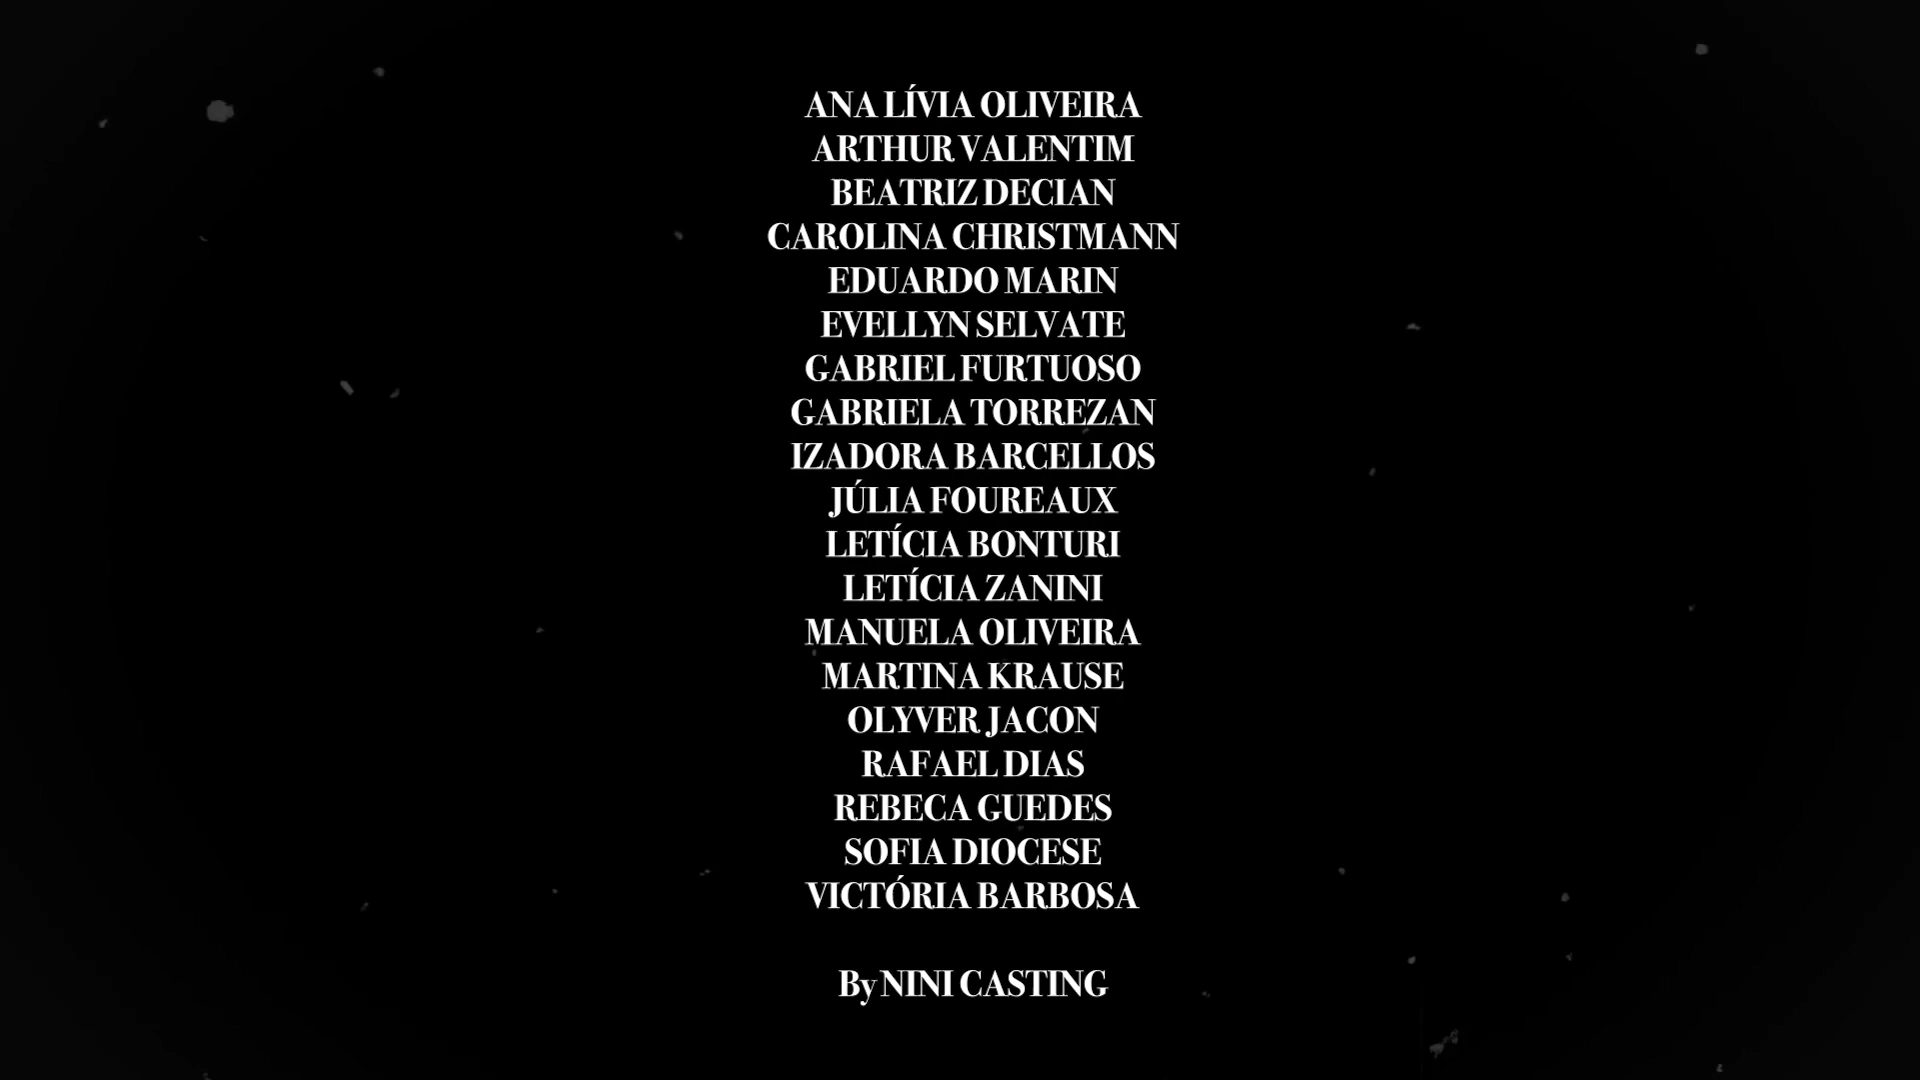 ANA LÍVIA OLIVEIRA
ARTHUR VALENTIM
BEATRIZ DECIAN
CAROLINA CHRISTMANN
EDUARDO MARIN
EVELLYN SELVATE
GABRIEL FURTUOSO
GABRIELA TORREZAN
IZADORA BARCELLOS
JÚLIA FOUREAUX
LETÍCIA BONTURI
LETÍCIA ZANINI
MANUELA OLIVEIRA
MARTINA KRAUSE
OLYVER JACON
RAFAEL DIAS
REBECA GUEDES
SOFIA DIOCESE
VICTÓRIA BARBOSA
By NINI CASTING